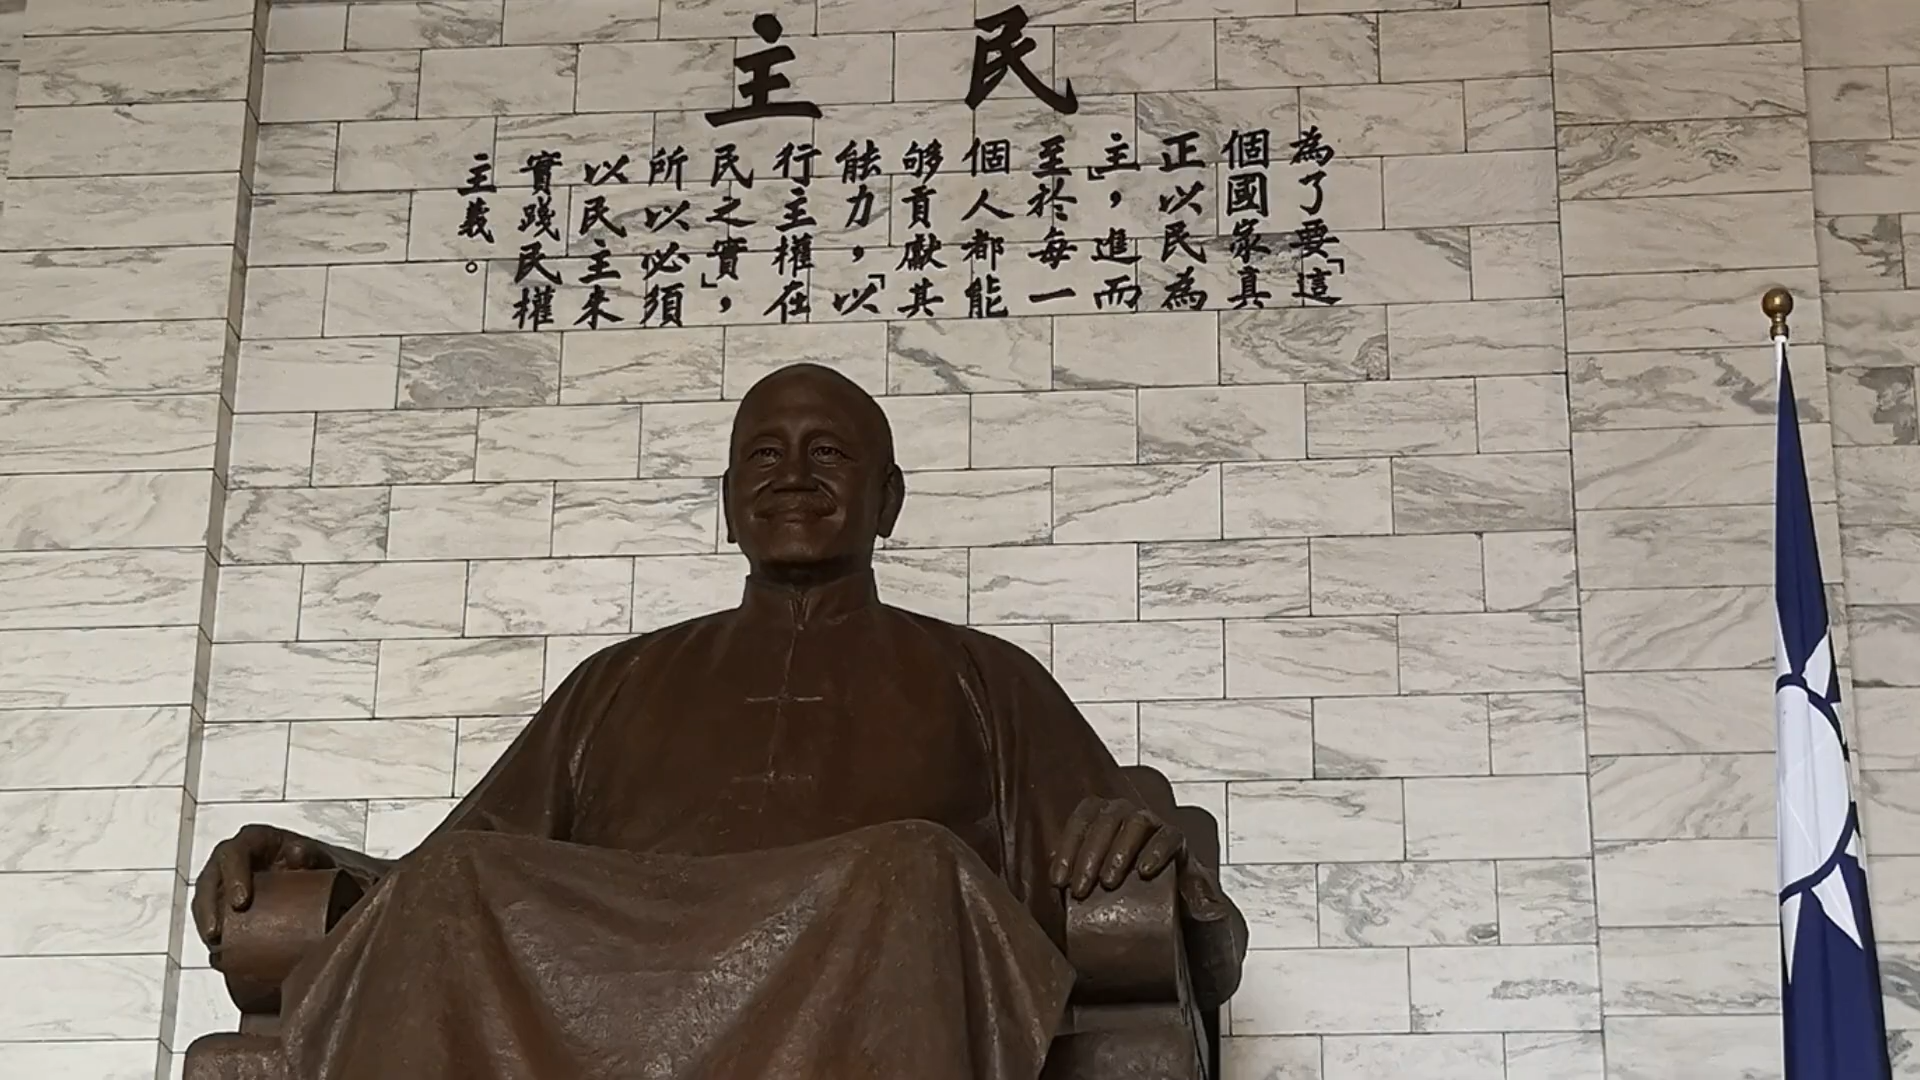 民主
為了要「這
個國家真
正以民為
主」，進而
至於每一
個人都能
够貢獻其
能力，「以
行主權在
民之實」，
所以必須
以民主來
實踐民權
主義。